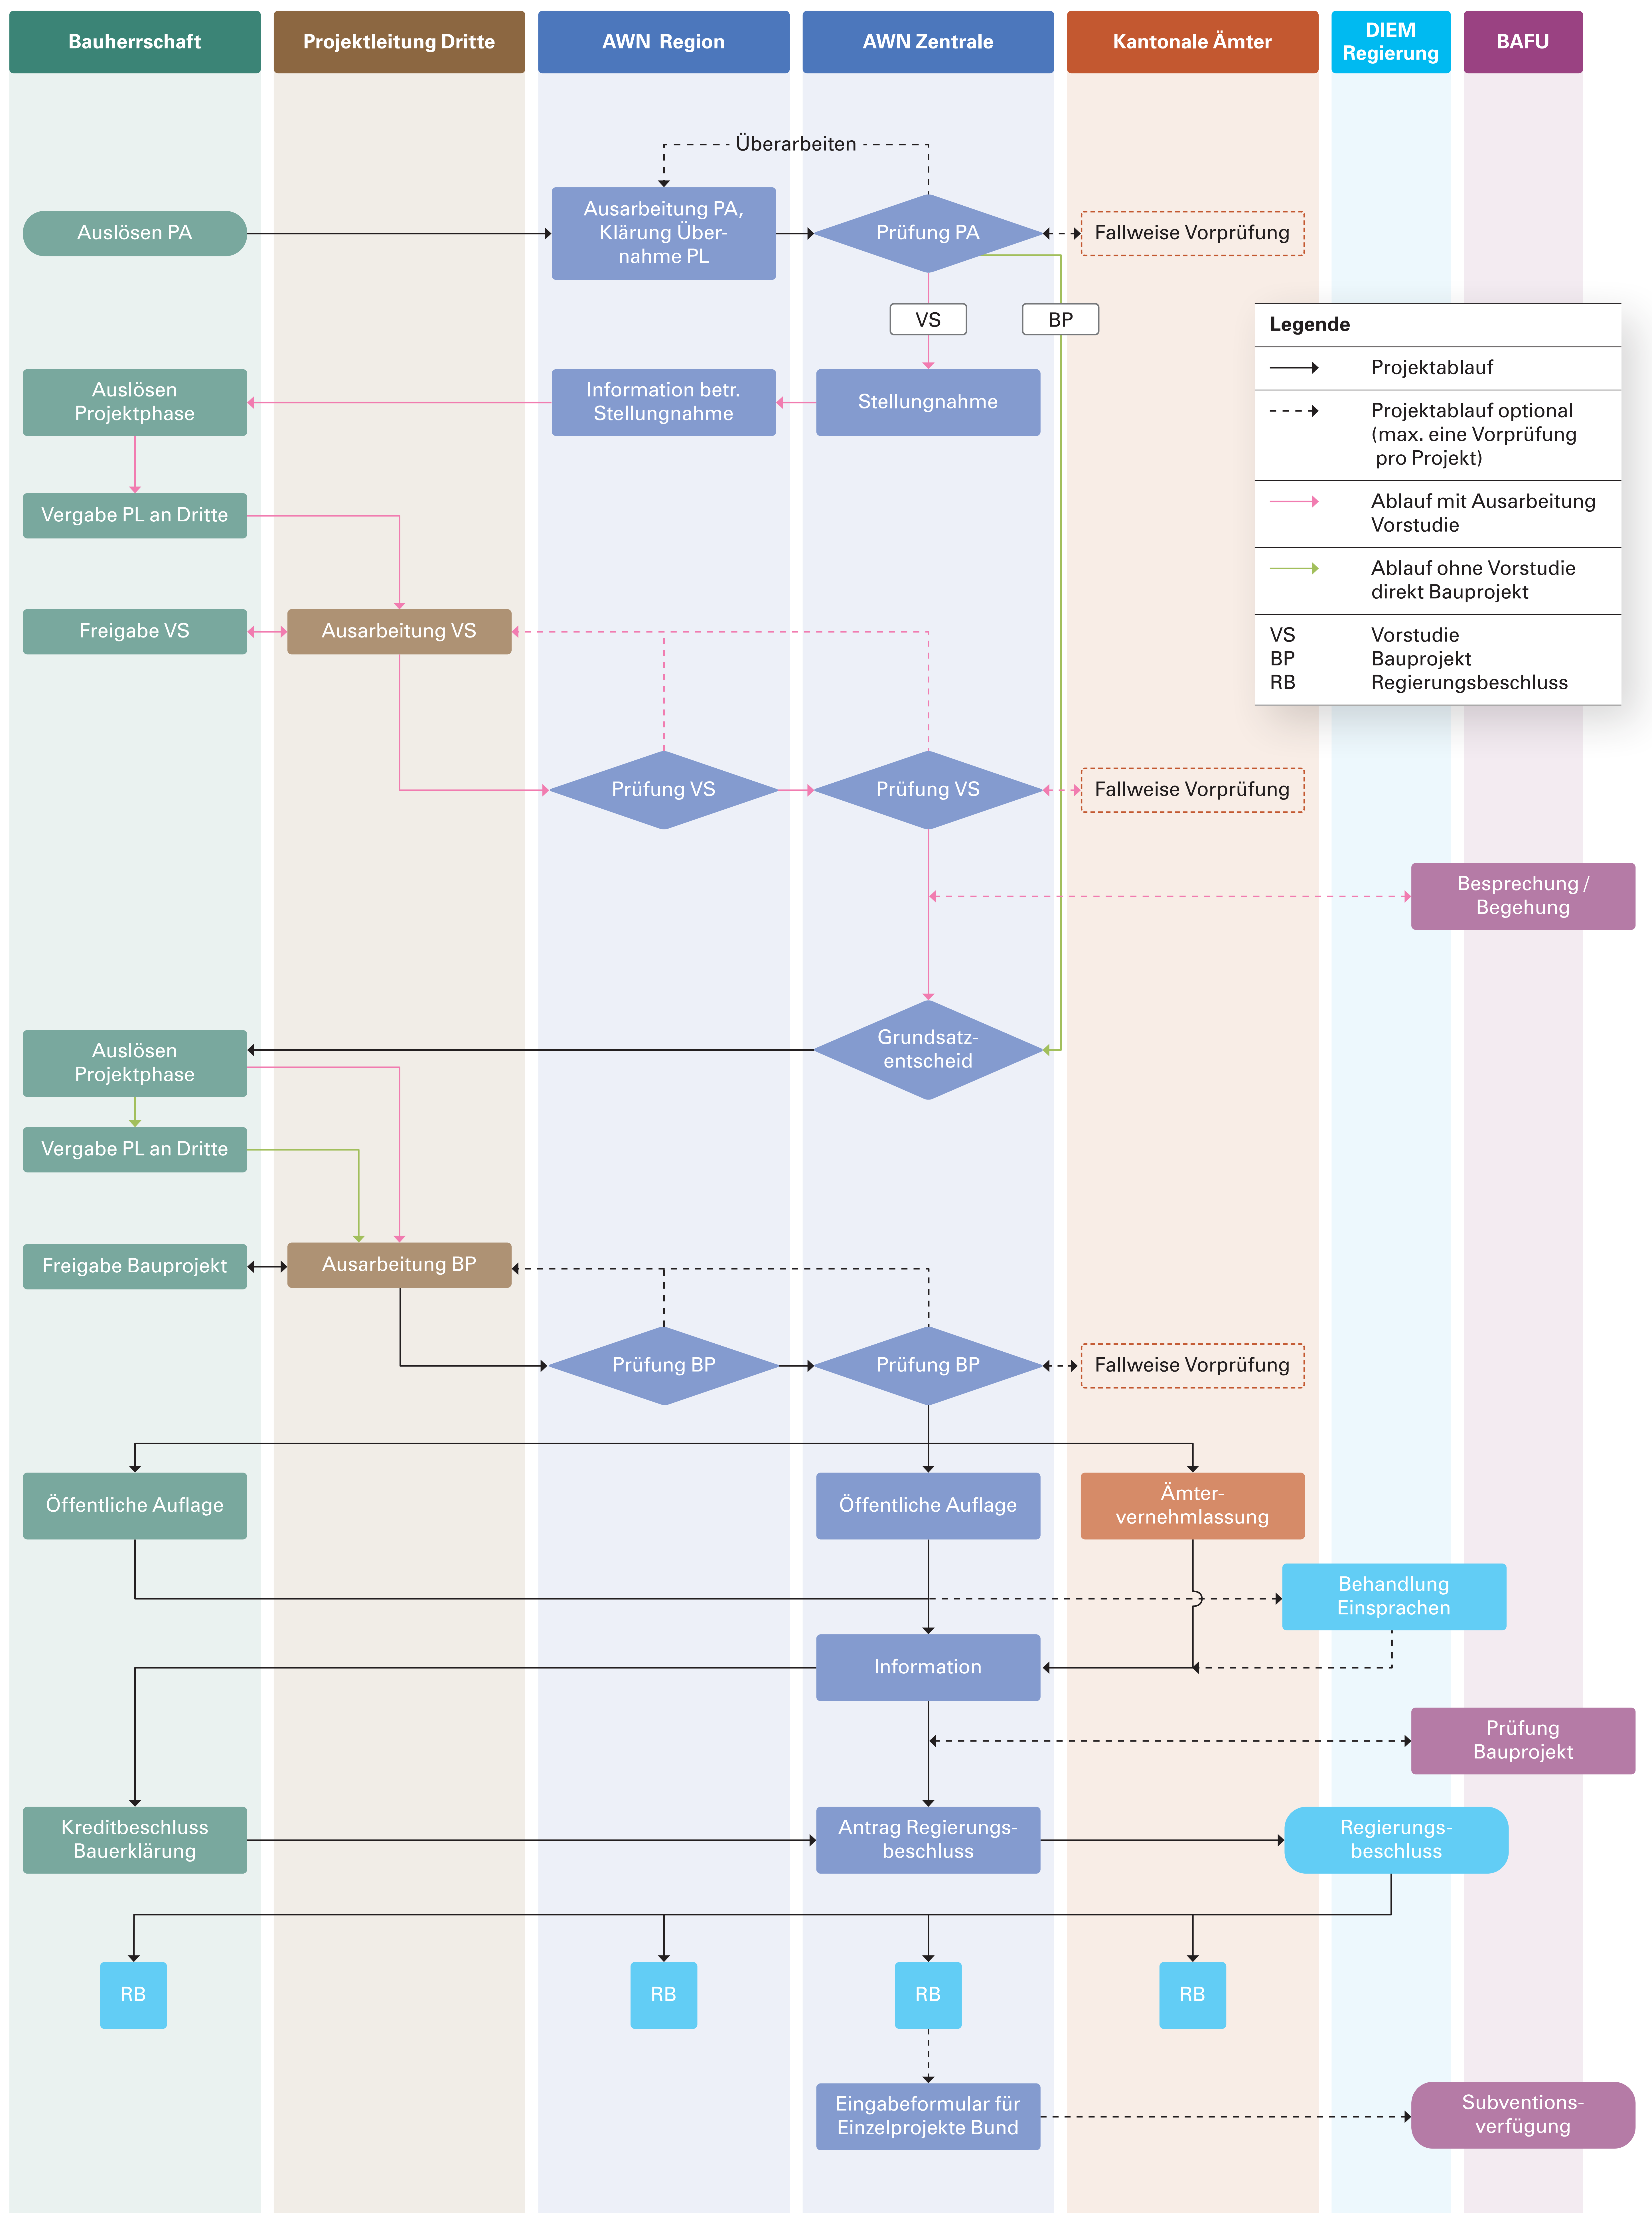 Bauherrschaft
Projektleitung Dritte
AWN Region
AWN Zentrale
Kantonale Ämter
DIEM
Regierung
BAFU
Überarbeiten
Auslösen PA
Ausarbeitung PA,
Klärung Über-
nahme PL
Prüfung PA
Fallweise Vorprüfung
VS
BP
Legende
Projektablauf
Projektablauf optional
(max. eine Vorprüfung
pro Projekt)
Ablauf mit Ausarbeitung
Vorstudie
Ablauf ohne Vorstudie
direkt Bauprojekt
VS Vorstudie
BP Bauprojekt
RB Regierungsbeschluss
Auslösen
Projektphase
Information betr.
Stellungnahme
Stellungnahme
Vergabe PL an Dritte
Freigabe VS
Ausarbeitung VS
Prüfung VS
Prüfung VS
Fallweise Vorprüfung
Besprechung /
Begehung
Grundsatz-
entscheid
Auslösen
Projektphase
Vergabe PL an Dritte
Freigabe Bauprojekt
Ausarbeitung BP
Prüfung BP
Prüfung BP
Fallweise Vorprüfung
Öffentliche Auflage
Öffentliche Auflage
Ämter-
vernehmlassung
Behandlung
Einsprachen
Information
Prüfung
Bauprojekt
Kreditbeschluss
Bauerklärung
Antrag Regierungs-
beschluss
Regierungs-
beschluss
RB
RB
RB
RB
Eingabeformular für
Einzelprojekte Bund
Subventions-
verfügung